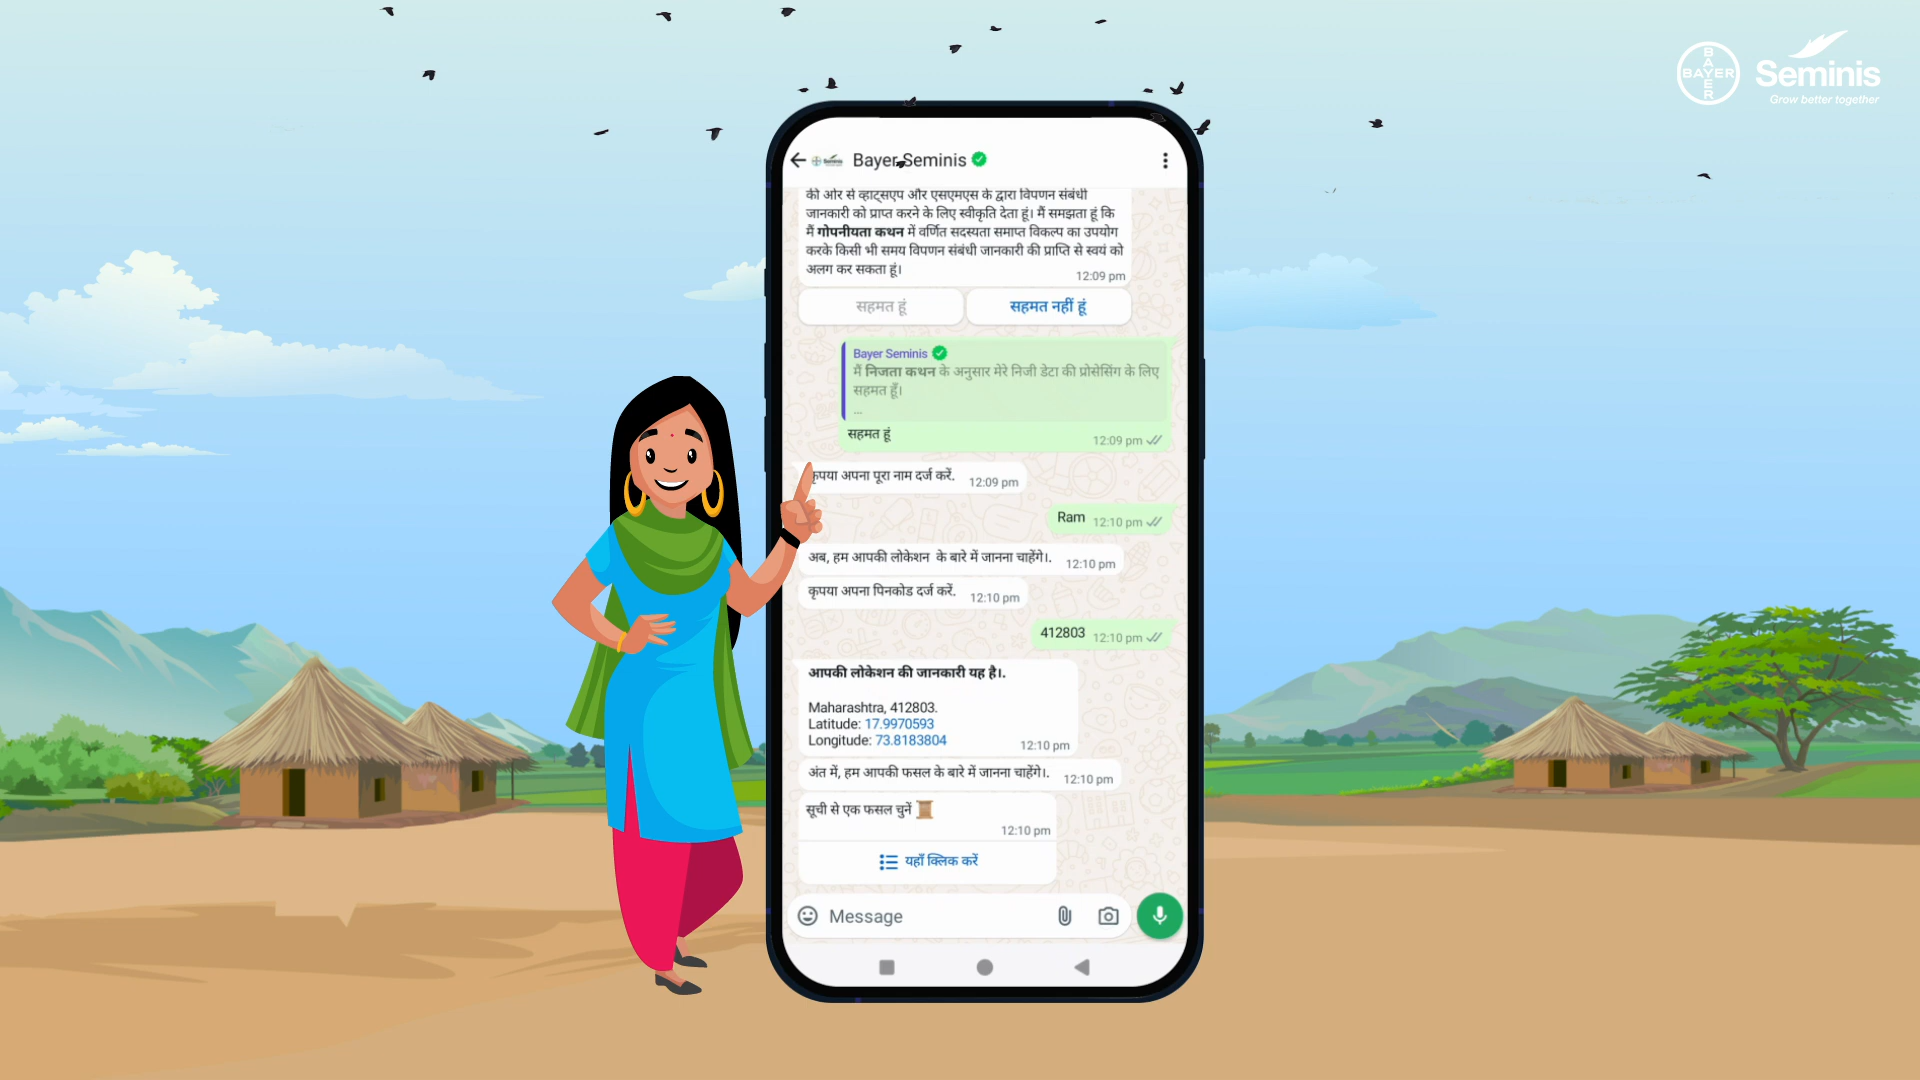 BAYER
BAYER
Seminis
Grow better together
Bayer Seminis
की ओर से व्हाट्सएप और एसएमएस के द्वारा विपणन संबंधी
जानकारी को प्राप्त करने के लिए स्वीकृति देता हूं। मैं समझता हूं कि
मैं गोपनीयता कथन में वर्णित सदस्यता समाप्त विकल्प का उपयोग
करके किसी भी समय विपणन संबंधी जानकारी की प्राप्ति से स्वयं को
अलग कर सकता हूं।
12:09 pm
सहमत हूं
सहमत नहीं हूं
Bayer Seminis
मैं निजता कथन के अनुसार मेरे निजी डेटा की प्रोसेसिंग के लिए
सहमत हूँ।
...
सहमत हूं 12:09 pm
कृपया अपना पूरा नाम दर्ज करें. 12:09 pm
Ram 12:10 pm
अब, हम आपकी लोकेशन के बारे में जानना चाहेंगे।. 12:10 pm
कृपया अपना पिनकोड दर्ज करें. 12:10 pm
412803 12:10 pm
आपकी लोकेशन की जानकारी यह है।.
Maharashtra, 412803.
Latitude: 17.9970593
Longitude: 73.8183804 12:10 pm
अंत में, हम आपकी फसल के बारे में जानना चाहेंगे।. 12:10 pm
सूची से एक फसल चुनें
12:10 pm
यहाँ क्लिक करें
Message